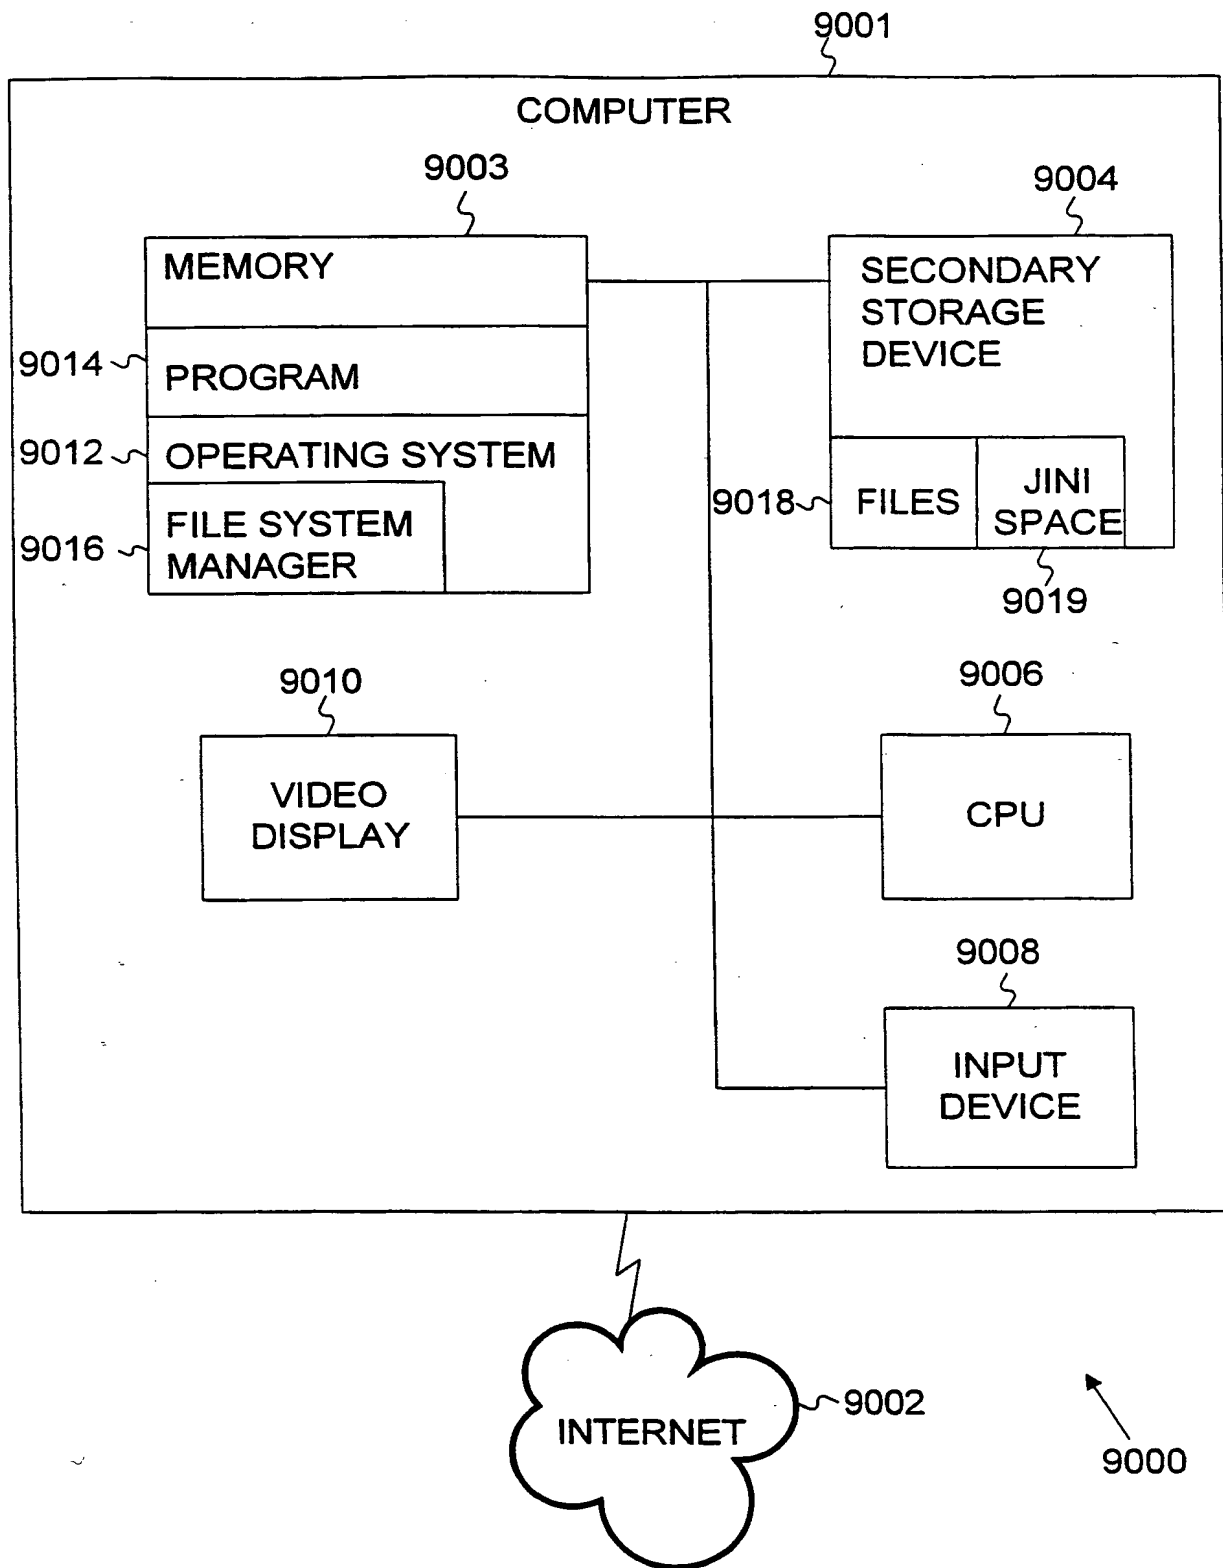 9001
COMPUTER
9003
9004
MEMORY
SECONDARY
STORAGE
DEVICE
9014
PROGRAM
9012
OPERATING SYSTEM
9018
FILES
JINI
SPACE
9016
FILE SYSTEM
MANAGER
9019
9010
9006
VIDEO
DISPLAY
CPU
9008
INPUT
DEVICE
9002
INTERNET
9000